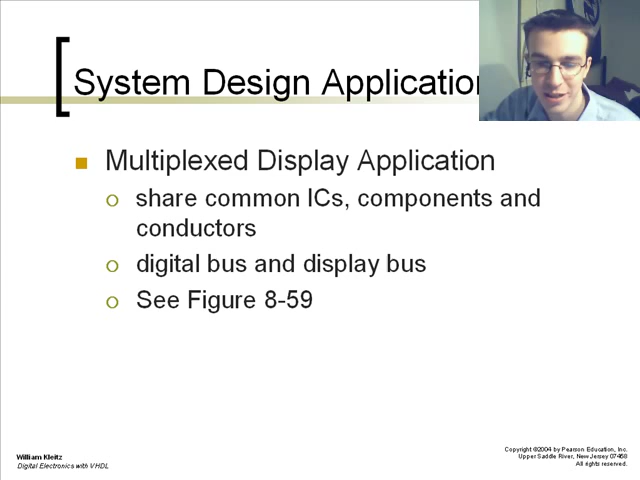 System Design Application
Multiplexed Display Application
share common ICs, components and
conductors
digital bus and display bus
See Figure 8-59
William Kleitz
Digital Electronics with VHDL
Copyright ©2004 by Pearson Education, Inc.
Upper Saddle River, New Jersey 07458
All rights reserved.